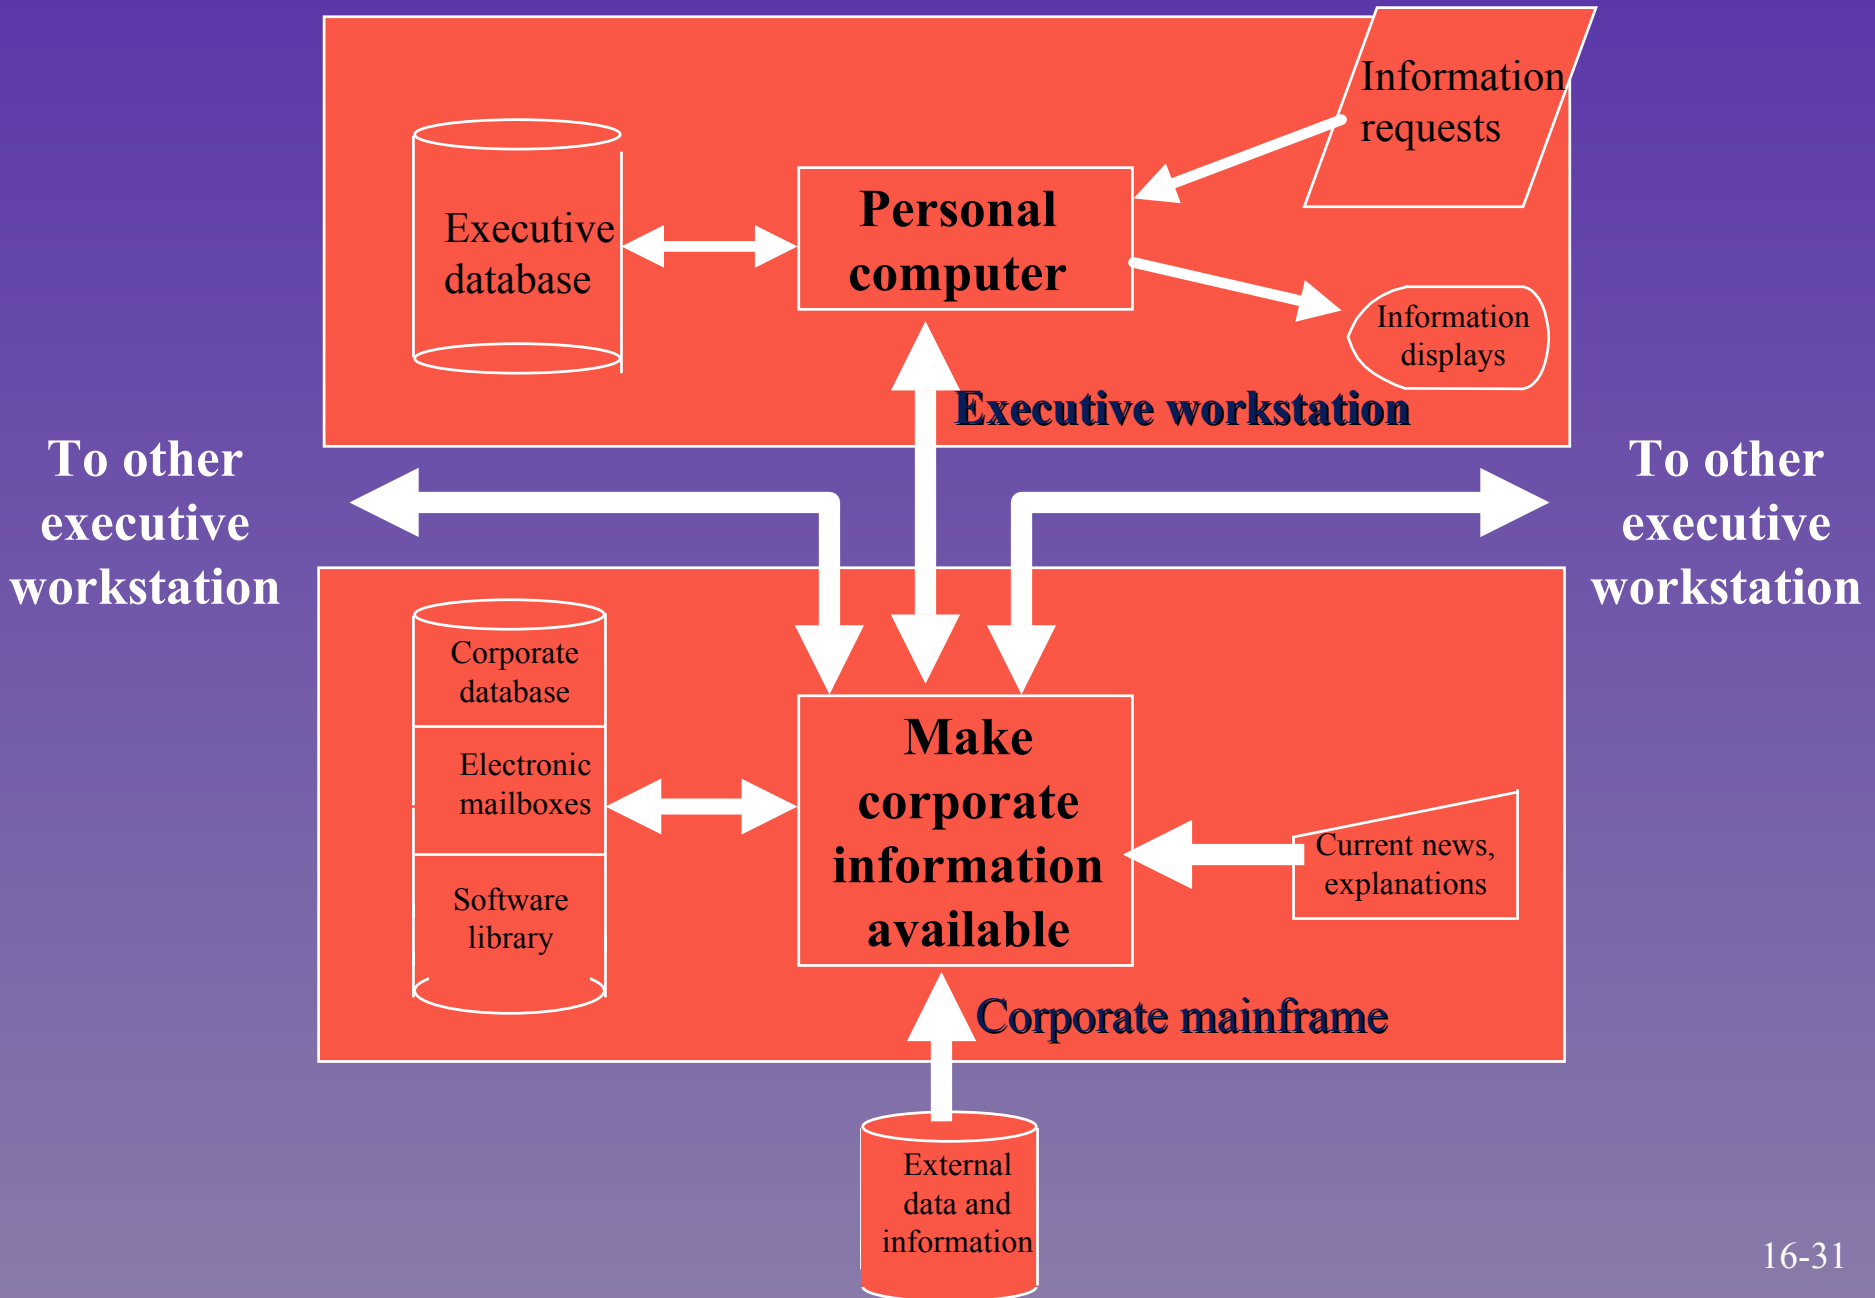 Information
requests
Executive
database
Personal
computer
Information
displays
Executive workstation
To other
executive
workstation
To other
executive
workstation
Corporate
database
Electronic
mailboxes
Software
library
Make
corporate
information
available
Current news,
explanations
Corporate mainframe
External
data and
information
16-31